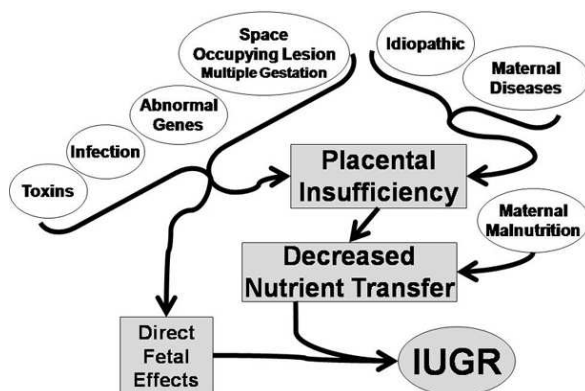 Space
Occupying Lesion
Multiple Gestation
Idiopathic
Maternal
Diseases
Abnormal
Genes
Infection
Toxins
Placental
Insufficiency
Maternal
Malnutrition
Decreased
Nutrient Transfer
Direct
Fetal
Effects
IUGR